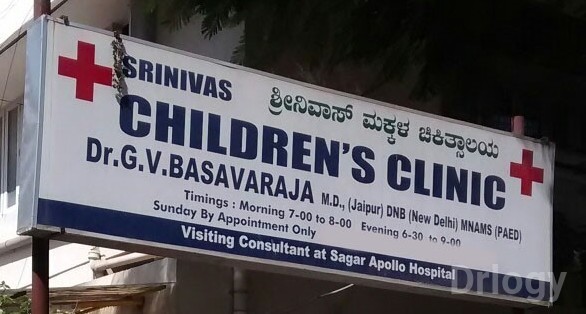 SRINIVAS
ಶ್ರೀನಿವಾಸ್ ಮಕ್ಕಳ ಚಿಕಿತ್ಸಾಲಯ
CHILDREN'S CLINIC
Dr.G.V.BASAVARAJA M.D., (Jaipur) DNB (New Delhi) MNAMS (PAED)
Timings : Morning 7-00 to 8-00 Evening 6-30 to 9-00
Sunday By Appointment Only
Visiting Consultant at Sagar Apollo Hospital
Drlogy